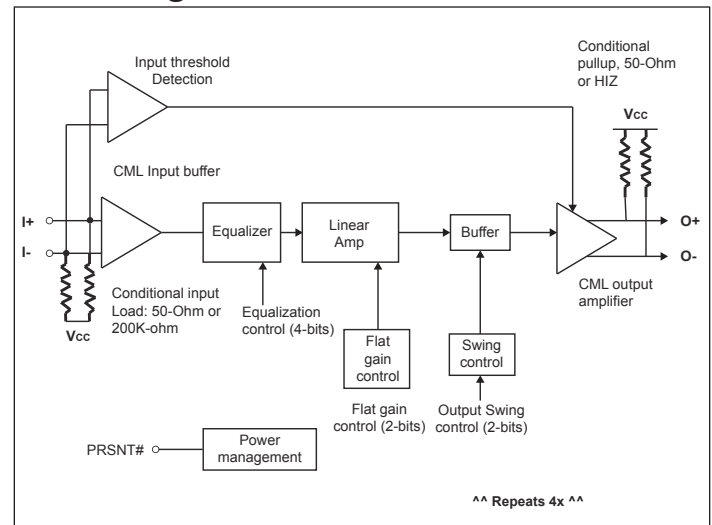 Input threshold
Detection
Conditional
pullup, 50-Ohm
or HIZ
Vcc
CML Input buffer
I+
I-
Equalizer
Linear
Amp
Buffer
O+
O-
CML output
amplifier
Conditional input
Load: 50-Ohm or
200K-ohm
Vcc
Equalization
control (4-bits)
Flat
gain
control
Swing
control
Flat gain
control (2-bits)
Output Swing
control (2-bits)
PRSNT#
Power
management
^^ Repeats 4x ^^